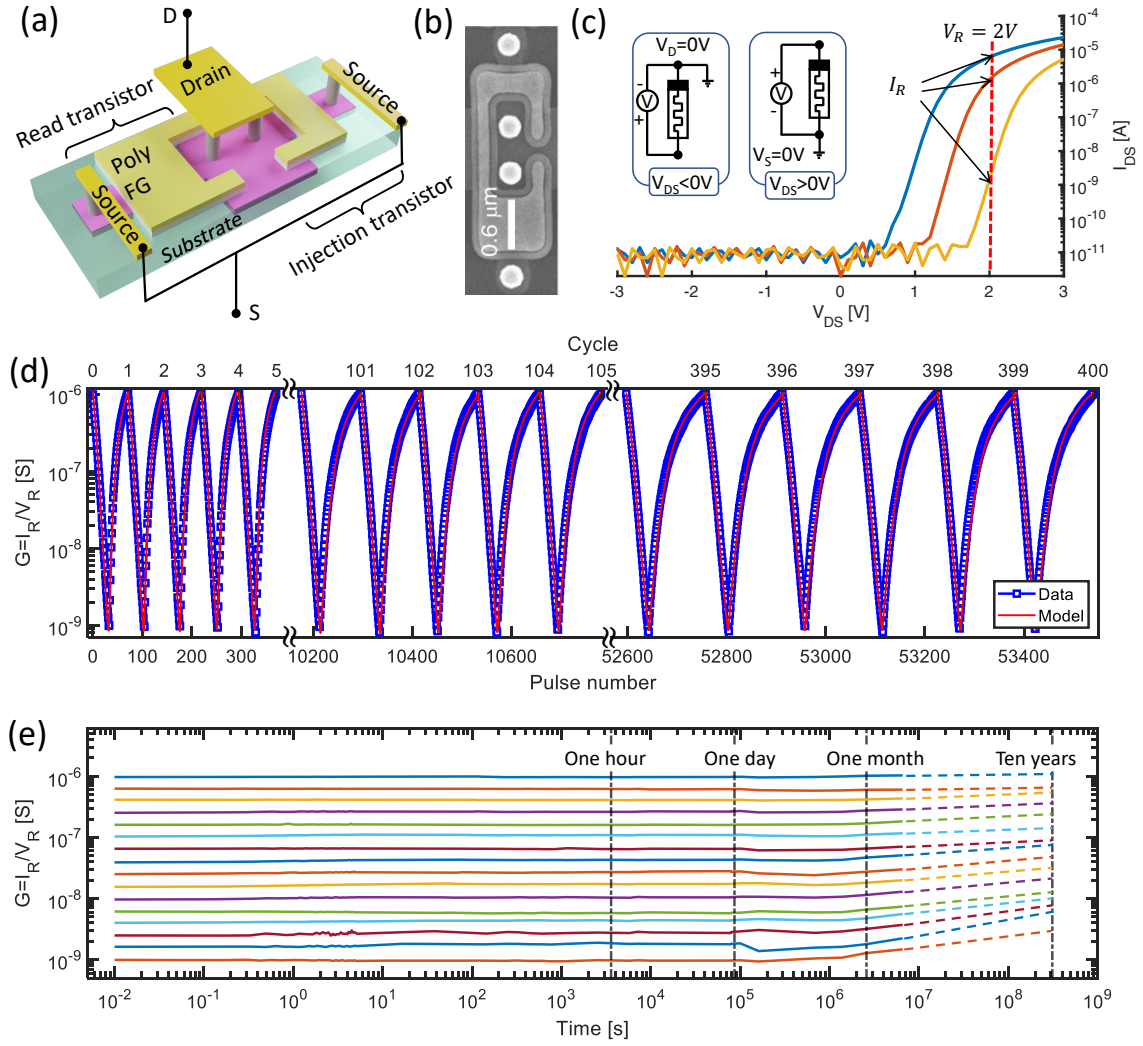 (a)
D
Drain
Source
Read transistor
Poly
FG
Source
Substrate
Injection transistor
S
(b)
0.6 μm
(c)
V_D=0V
-
V
+
V_DS<0V
+
V
-
V_S=0V
V_DS>0V
V_R = 2V
I_R
10^-4
10^-5
10^-6
10^-7
10^-8
10^-9
10^-10
10^-11
I_DS [A]
-3 -2 -1 0 1 2 3
V_DS [V]
(d)
Cycle
0 1 2 3 4 5 101 102 103 104 105 395 396 397 398 399 400
10^-6
10^-7
10^-8
10^-9
G=I_R/V_R [S]
Data
Model
0 100 200 300 10200 10400 10600 52600 52800 53000 53200 53400
Pulse number
(e)
One hour One day One month Ten years
10^-6
10^-7
10^-8
10^-9
G=I_R/V_R [S]
10^-2 10^-1 10^0 10^1 10^2 10^3 10^4 10^5 10^6 10^7 10^8 10^9
Time [s]